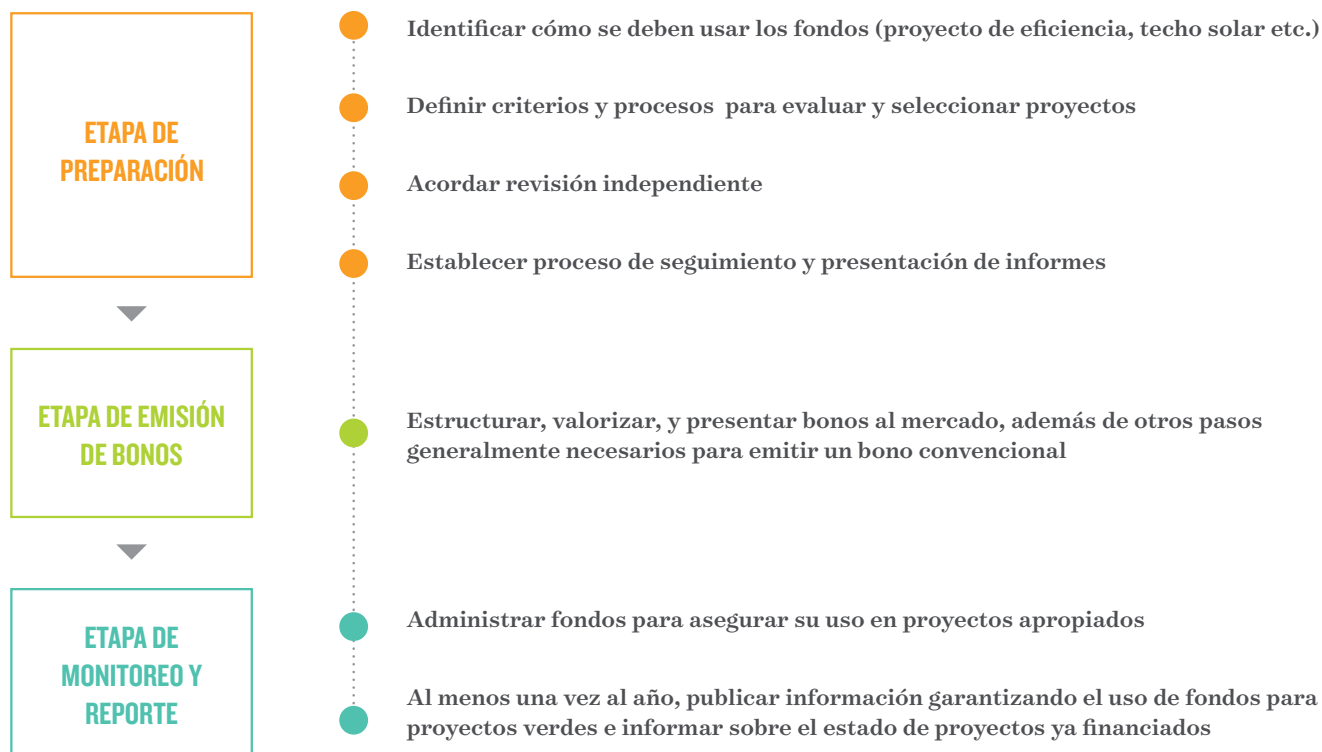 ETAPA DE
PREPARACIÓN
Identificar cómo se deben usar los fondos (proyecto de eficiencia, techo solar etc.)
Definir criterios y procesos para evaluar y seleccionar proyectos
Acordar revisión independiente
Establecer proceso de seguimiento y presentación de informes
ETAPA DE EMISIÓN
DE BONOS
Estructurar, valorizar, y presentar bonos al mercado, además de otros pasos
generalmente necesarios para emitir un bono convencional
ETAPA DE
MONITOREO Y
REPORTE
Administrar fondos para asegurar su uso en proyectos apropiados
Al menos una vez al año, publicar información garantizando el uso de fondos para
proyectos verdes e informar sobre el estado de proyectos ya financiados